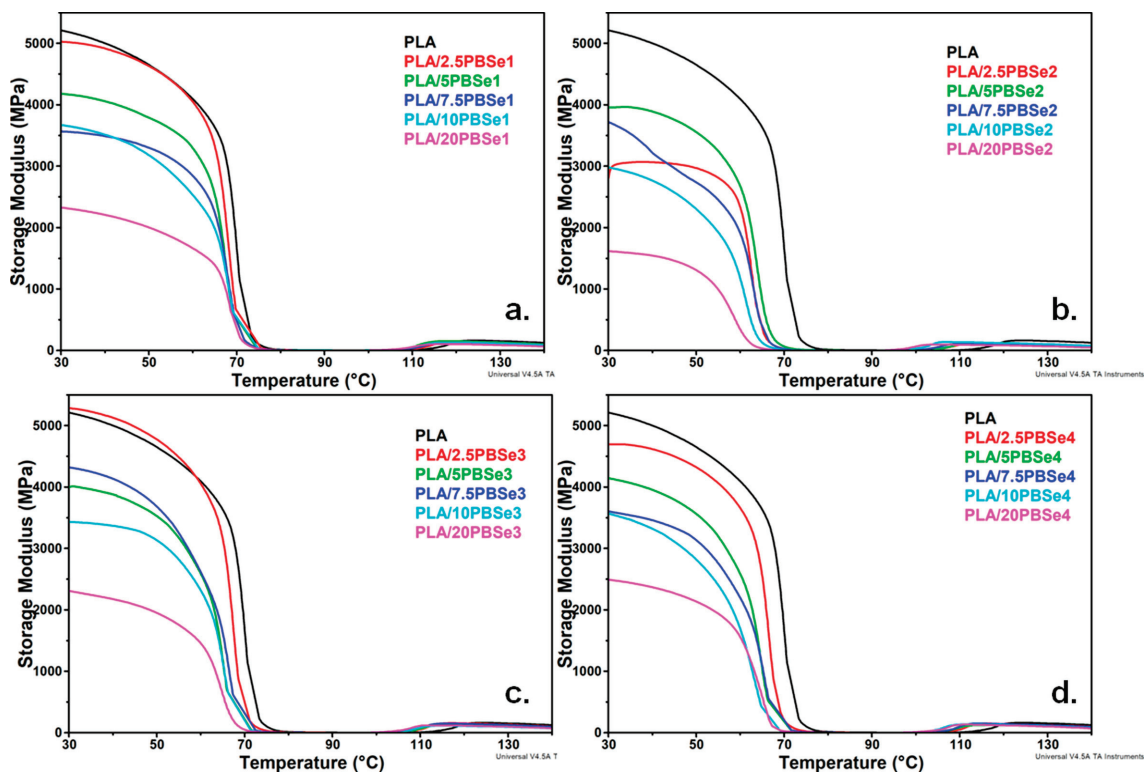 Storage Modulus (MPa)
5000
4000
3000
2000
1000
0
30
50
70
90
110
130
Temperature (°C)
PLA
PLA/2.5PBSe1
PLA/5PBSe1
PLA/7.5PBSe1
PLA/10PBSe1
PLA/20PBSe1
a.
Universal V4.5A TA
Storage Modulus (MPa)
5000
4000
3000
2000
1000
0
30
50
70
90
110
130
Temperature (°C)
PLA
PLA/2.5PBSe2
PLA/5PBSe2
PLA/7.5PBSe2
PLA/10PBSe2
PLA/20PBSe2
b.
Universal V4.5A TA Instruments
Storage Modulus (MPa)
5000
4000
3000
2000
1000
0
30
50
70
90
110
130
Temperature (°C)
PLA
PLA/2.5PBSe3
PLA/5PBSe3
PLA/7.5PBSe3
PLA/10PBSe3
PLA/20PBSe3
c.
Universal V4.5A T
Storage Modulus (MPa)
5000
4000
3000
2000
1000
0
30
50
70
90
110
130
Temperature (°C)
PLA
PLA/2.5PBSe4
PLA/5PBSe4
PLA/7.5PBSe4
PLA/10PBSe4
PLA/20PBSe4
d.
Universal V4.5A TA Instruments